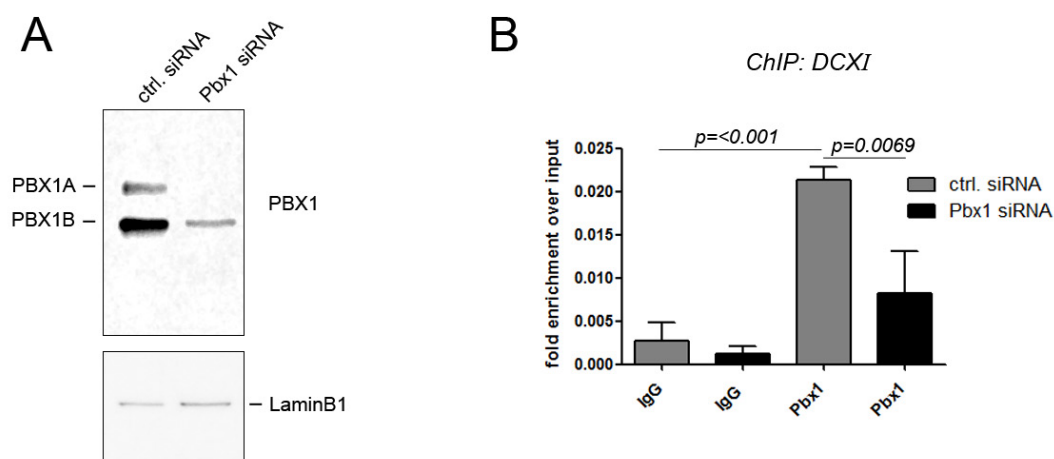 A
ctrl. siRNA
Pbx1 siRNA
PBX1A –
PBX1B –
PBX1
– LaminB1
B
ChIP: DCXI
p=<0.001
p=0.0069
fold enrichment over input
0.025
0.020
0.015
0.010
0.005
0.000
IgG
IgG
Pbx1
Pbx1
ctrl. siRNA
Pbx1 siRNA